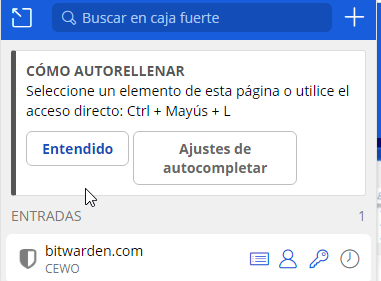 Buscar en caja fuerte
CÓMO AUTORELLENAR
Seleccione un elemento de esta página o utilice el
acceso directo: Ctrl + Mayús + L
Entendido
Ajustes de
autocompletar
ENTRADAS 1
bitwarden.com
CEWO